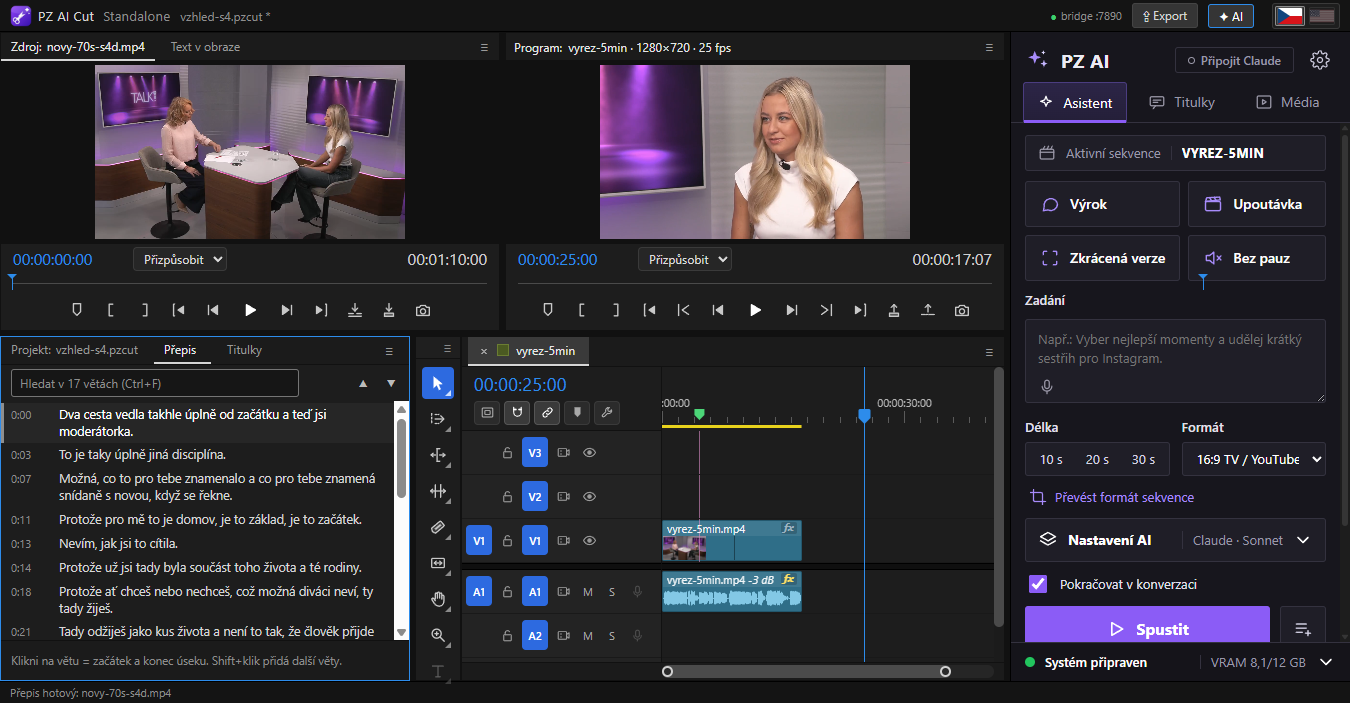 PZ AI Cut Standalone vzhled-s4.pzcut *
bridge :7890 Export AI
Zdroj: novy-70s-s4d.mp4 Text v obraze
TALK!
00:00:00:00 Přizpůsobit 00:01:10:00
Program: vyrez-5min · 1280×720 · 25 fps
00:00:25:00 Přizpůsobit 00:00:17:07
Projekt: vzhled-s4.pzcut Přepis Titulky
Hledat v 17 větách (Ctrl+F)
0:00 Dva cesta vedla takhle úplně od začátku a teď jsi
moderátorka.
0:03 To je taky úplně jiná disciplína.
0:07 Možná, co to pro tebe znamenalo a co pro tebe znamená
snídaně s novou, když se řekne.
0:11 Protože pro mě to je domov, je to základ, je to začátek.
0:13 Nevím, jak jsi to cítila.
0:14 Protože už jsi tady byla součást toho života a té rodiny.
0:18 Protože ať chceš nebo nechceš, což možná diváci neví, ty
tady žiješ.
0:21 Tady odžiješ jako kus života a není to tak, že člověk přijde
Klikni na větu = začátek a konec úseku. Shift+klik přidá další věty.
× vyrez-5min
00:00:25:00
:00:00 00:00:30:00
V3
V2
V1 V1
vyrez-5min.mp4 fx
A1 A1 M S
vyrez-5min.mp4 -3 dB fx
A2 M S
PZ AI Připojit Claude
Asistent Titulky Média
Aktivní sekvence VYREZ-5MIN
Výrok Upoutávka
Zkrácená verze Bez pauz
Zadání
Např.: Vyber nejlepší momenty a udělej krátký
sestřih pro Instagram.
Délka Formát
10 s 20 s 30 s 16:9 TV / YouTube
Převést formát sekvence
Nastavení AI Claude · Sonnet
Pokračovat v konverzaci
Spustit
Systém připraven VRAM 8,1/12 GB
Přepis hotový: novy-70s-s4d.mp4